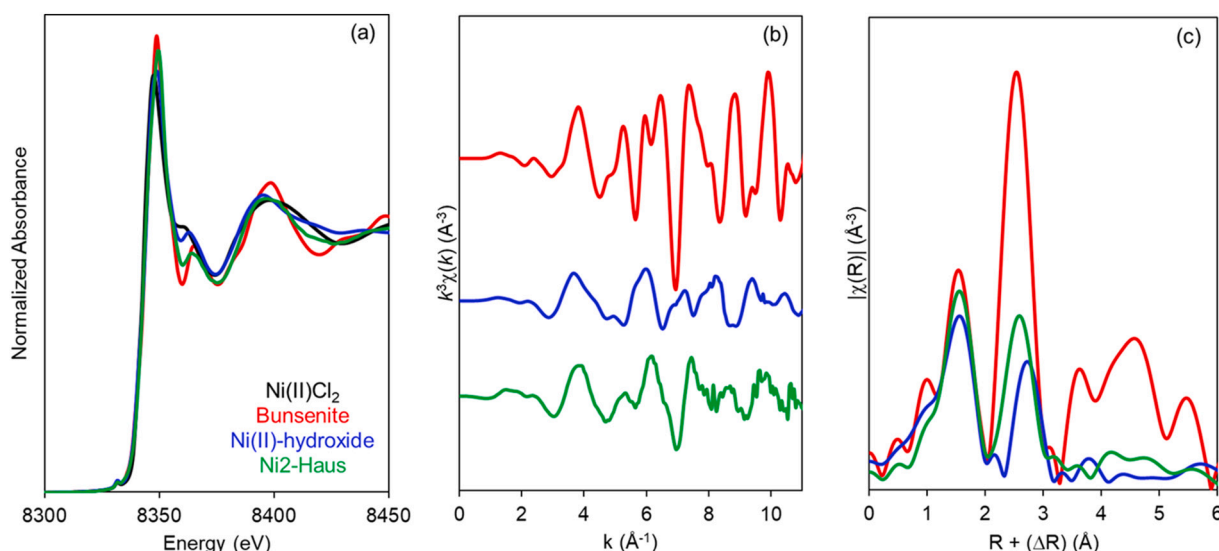 (a)
Normalized Absorbance
Ni(II)Cl₂
Bunsenite
Ni(II)-hydroxide
Ni2-Haus
8300 8350 8400 8450
Energy (eV)
(b)
k³χ(k) (Å⁻³)
0 2 4 6 8 10
k (Å⁻¹)
(c)
|χ(R)| (Å⁻³)
0 1 2 3 4 5 6
R + (ΔR) (Å)